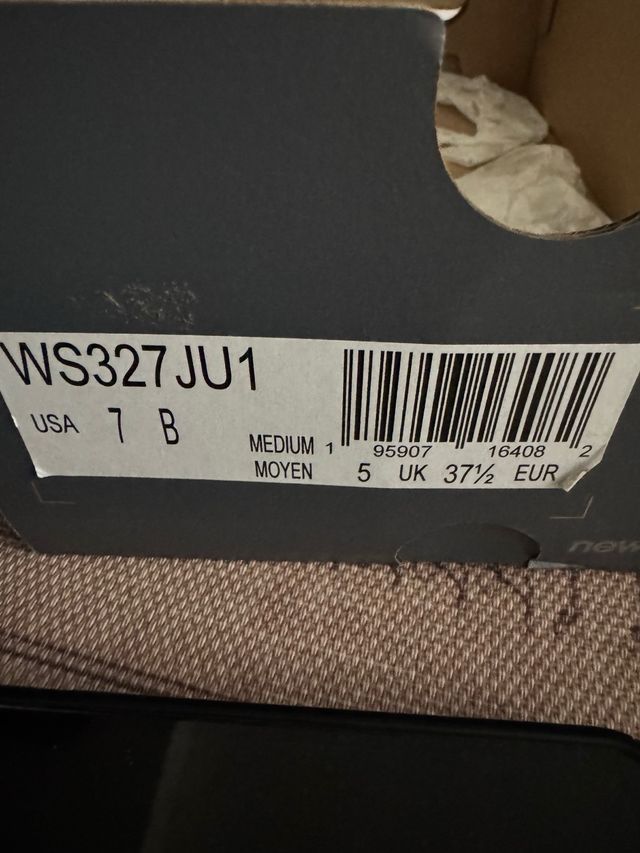 WS327JU1
USA 7 B
MEDIUM
MOYEN
1 95907 16408 2
5 UK 37½ EUR
new